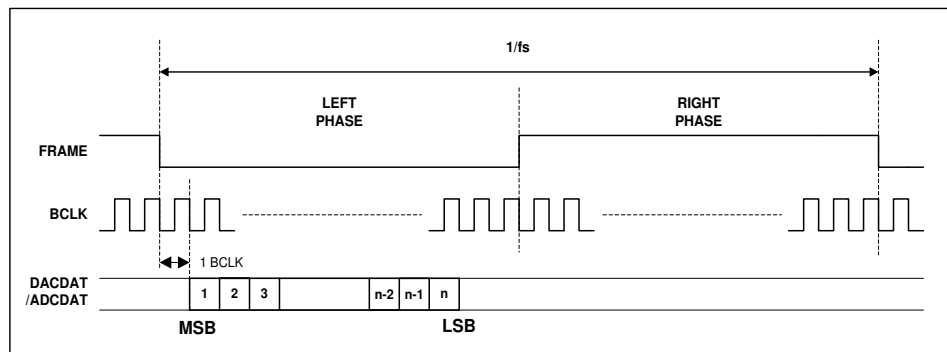 1/fs
LEFT
PHASE
RIGHT
PHASE
FRAME
BCLK
1 BCLK
DACDAT
/ADCDAT
1 2 3 n-2 n-1 n
MSB LSB